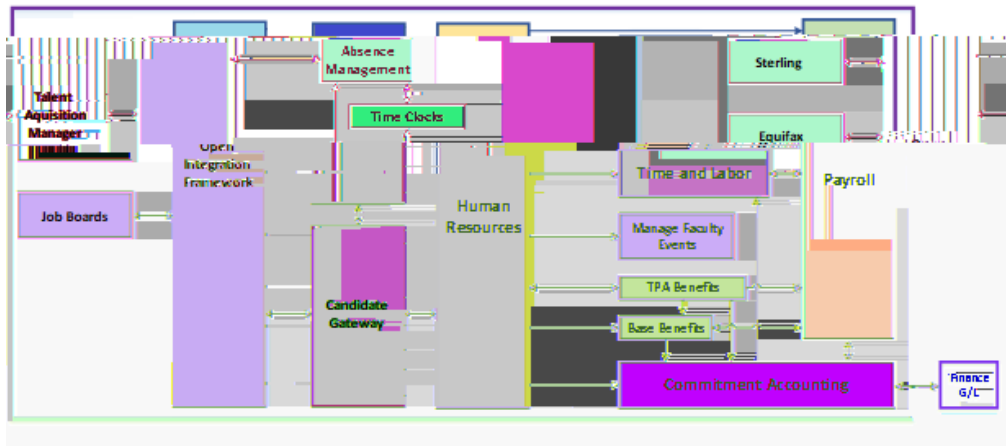 Absence
Management
Sterling
Talent
Aquisition
Manager
Time Clocks
Equifax
Open
Integration
Framework
Time and Labor
Payroll
Job Boards
Human
Resources
Manage Faculty
Events
TPA Benefits
Candidate
Gateway
Base Benefits
Commitment Accounting
Finance
G/L